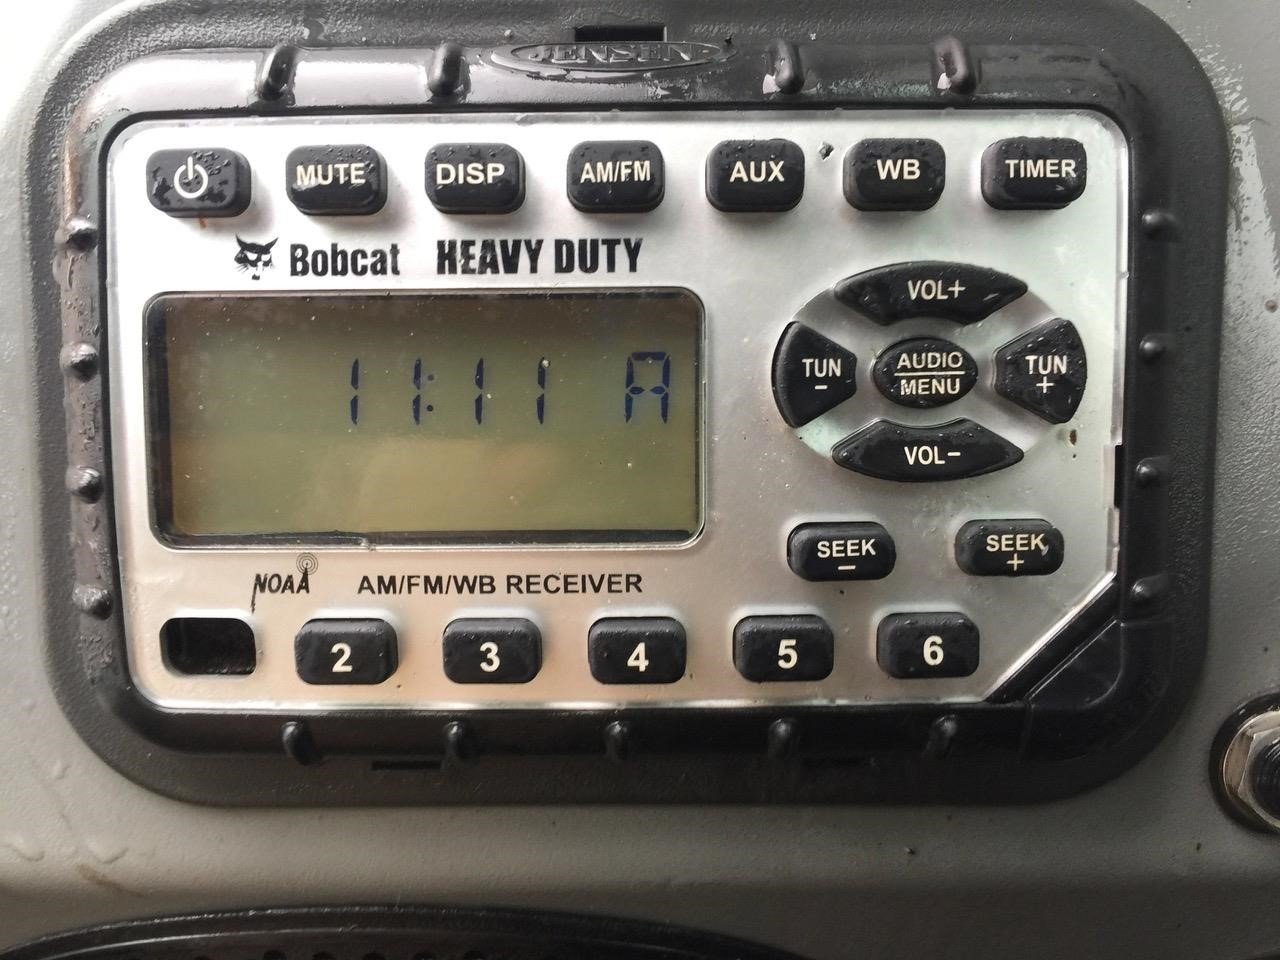 JENSEN
MUTE DISP AM/FM AUX WB TIMER
Bobcat HEAVY DUTY
VOL+
TUN
-
AUDIO
MENU
TUN
+
VOL-
11:11 A
SEEK
-
SEEK
+
NOAA AM/FM/WB RECEIVER
2 3 4 5 6